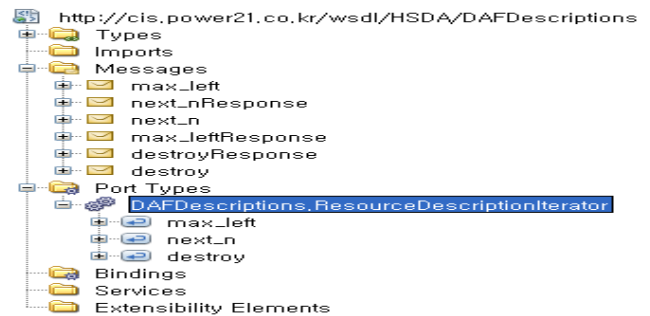 http://cis.power21.co.kr/wsdl/HSDA/DAFDescriptions
Types
Imports
Messages
max_left
next_nResponse
next_n
max_leftResponse
destroyResponse
destroy
Port Types
DAFDescriptions.ResourceDescriptionIterator
max_left
next_n
destroy
Bindings
Services
Extensibility Elements